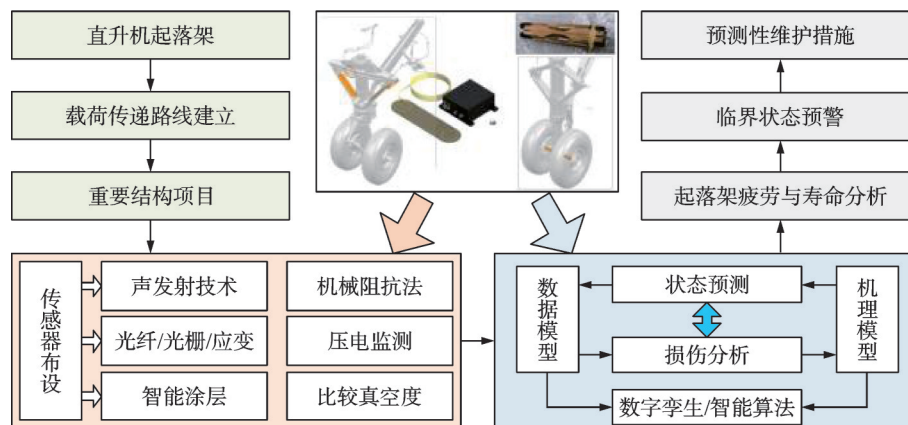 直升机起落架
载荷传递路线建立
重要结构项目
预测性维护措施
临界状态预警
起落架疲劳与寿命分析
传感器布设
声发射技术
机械阻抗法
光纤/光栅/应变
压电监测
智能涂层
比较真空度
数据模型
状态预测
损伤分析
机理模型
数字孪生/智能算法